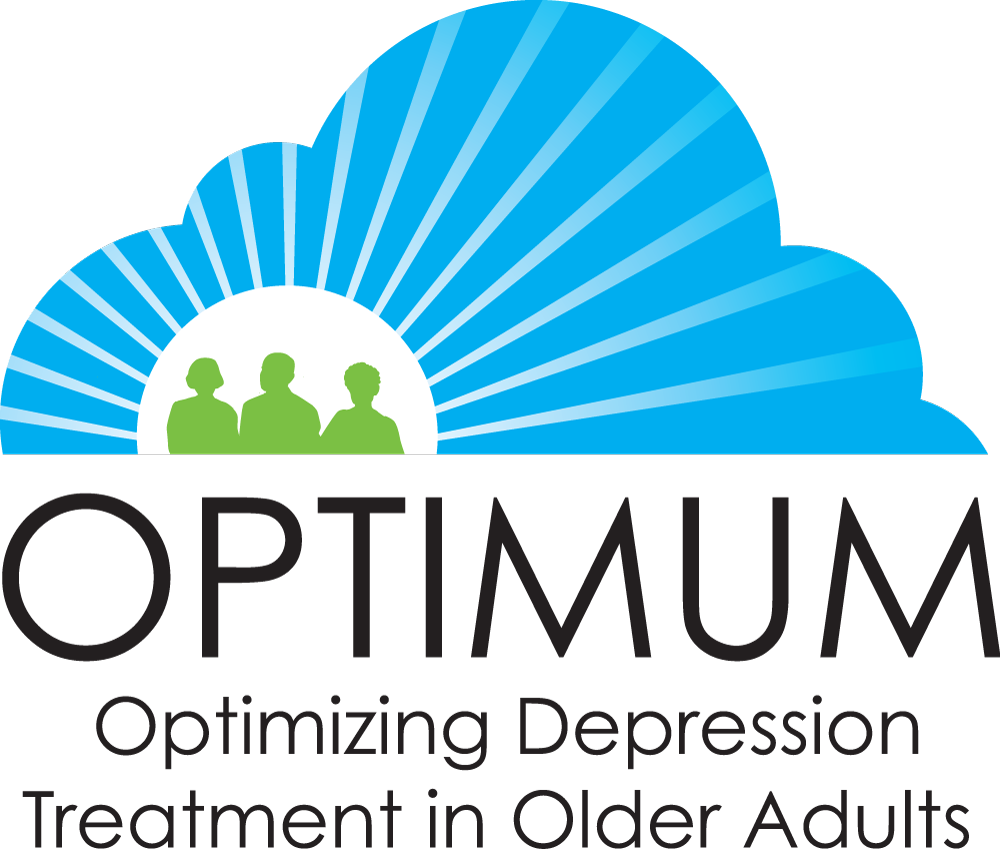 OPTIMUM
Optimizing Depression
Treatment in Older Adults